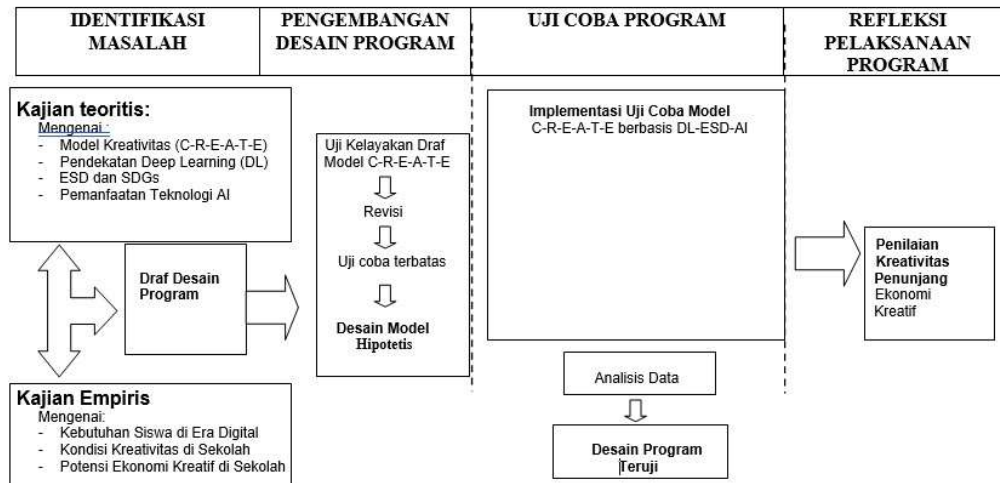 IDENTIFIKASI
MASALAH
PENGEMBANGAN
DESAIN PROGRAM
UJI COBA PROGRAM
REFLEKSI
PELAKSANAAN
PROGRAM
Kajian teoritis:
Mengenai :
- Model Kreativitas (C-R-E-A-T-E)
- Pendekatan Deep Learning (DL)
- ESD dan SDGs
- Pemanfaatan Teknologi AI
Draf Desain
Program
Kajian Empiris
Mengenai:
- Kebutuhan Siswa di Era Digital
- Kondisi Kreativitas di Sekolah
- Potensi Ekonomi Kreatif di Sekolah
Uji Kelayakan Draf
Model C-R-E-A-T-E
Revisi
Uji coba terbatas
Desain Model
Hipotetis
Implementasi Uji Coba Model
C-R-E-A-T-E berbasis DL-ESD-AI
Analisis Data
Desain Program
Teruji
Penilaian
Kreativitas
Penunjang
Ekonomi
Kreatif